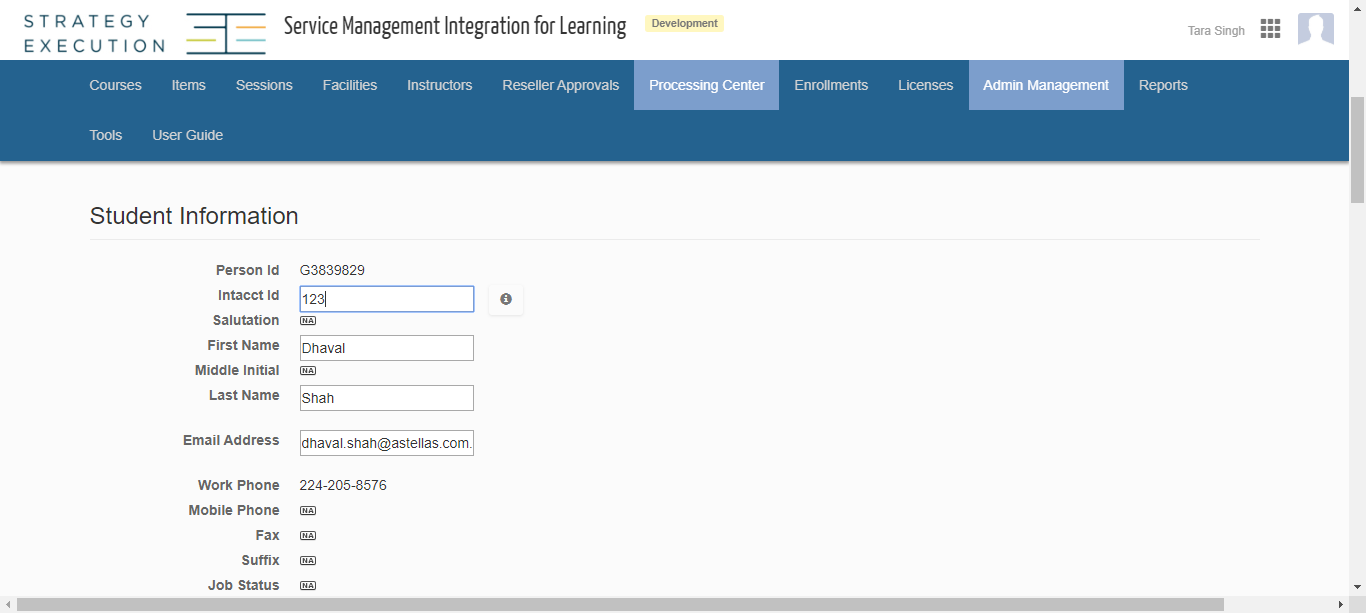 STRATEGY
EXECUTION
Service Management Integration for Learning
Development
Tara Singh
Courses Items Sessions Facilities Instructors Reseller Approvals Processing Center Enrollments Licenses Admin Management Reports
Tools User Guide
Student Information
Person Id G3839829
Intacct Id 123
Salutation NA
First Name Dhaval
Middle Initial NA
Last Name Shah
Email Address dhaval.shah@astellas.com.
Work Phone 224-205-8576
Mobile Phone NA
Fax NA
Suffix NA
Job Status NA